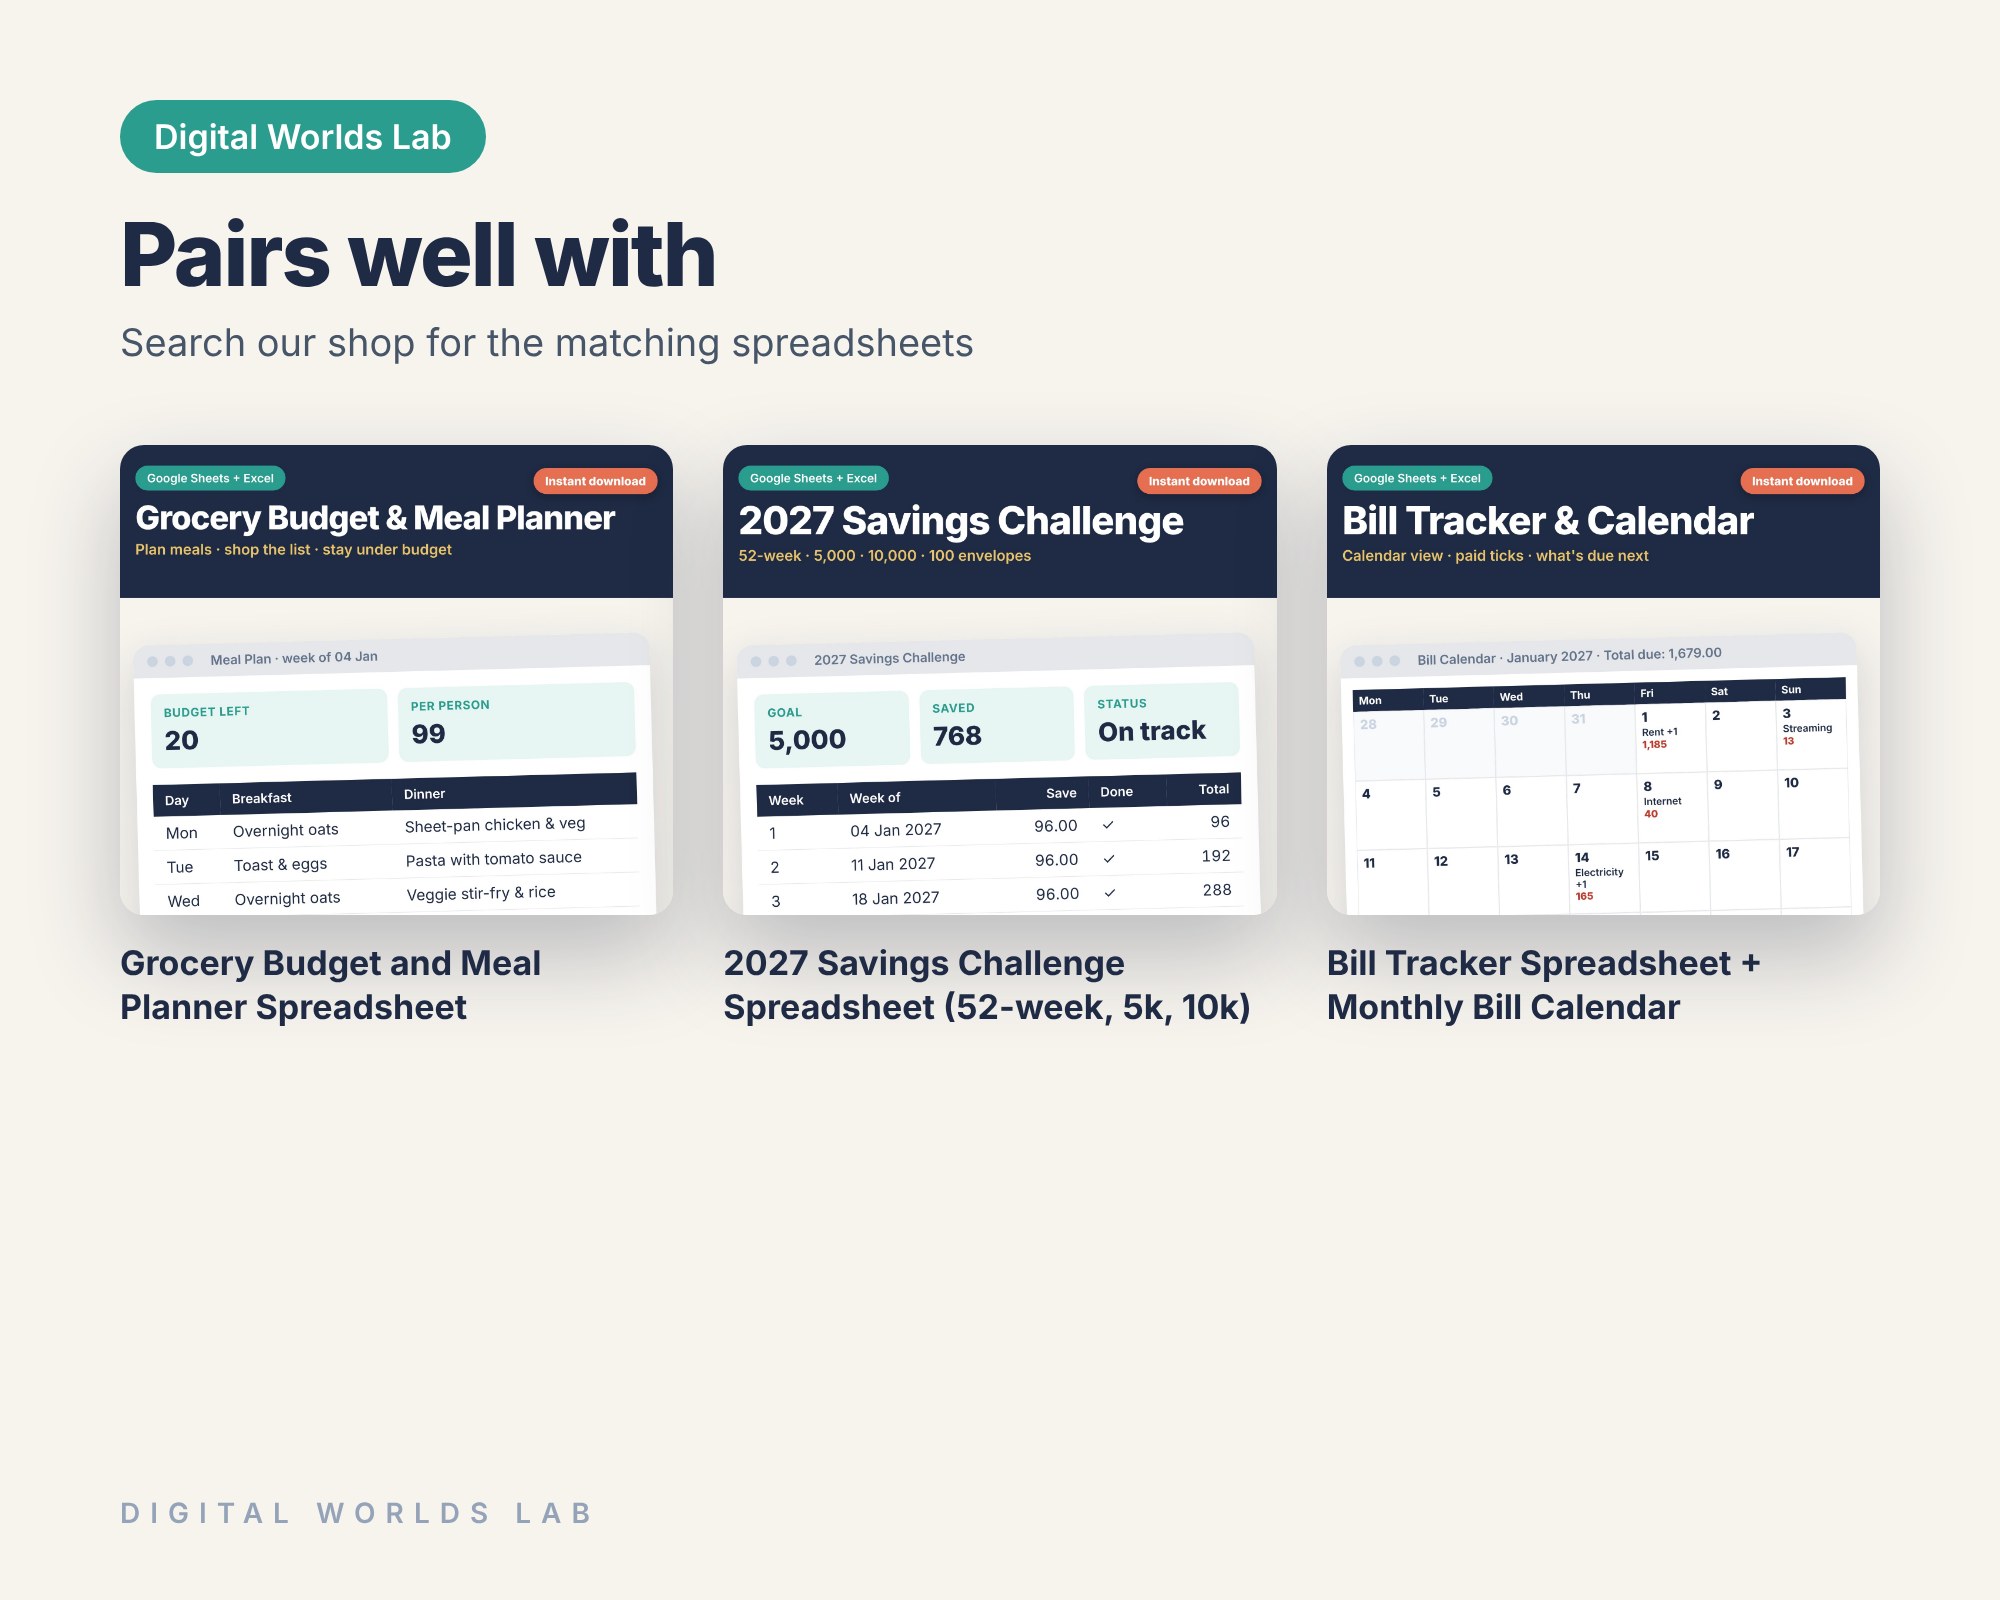 Digital Worlds Lab
Pairs well with
Search our shop for the matching spreadsheets
Google Sheets + Excel
Instant download
Grocery Budget & Meal Planner
Plan meals · shop the list · stay under budget
Meal Plan · week of 04 Jan
BUDGET LEFT
20
PER PERSON
99
Day Breakfast Dinner
Mon Overnight oats Sheet-pan chicken & veg
Tue Toast & eggs Pasta with tomato sauce
Wed Overnight oats Veggie stir-fry & rice
Grocery Budget and Meal
Planner Spreadsheet
Google Sheets + Excel
Instant download
2027 Savings Challenge
52-week · 5,000 · 10,000 · 100 envelopes
2027 Savings Challenge
GOAL
5,000
SAVED
768
STATUS
On track
Week Week of Save Done Total
1 04 Jan 2027 96.00 ✓ 96
2 11 Jan 2027 96.00 ✓ 192
3 18 Jan 2027 96.00 ✓ 288
2027 Savings Challenge
Spreadsheet (52-week, 5k, 10k)
Google Sheets + Excel
Instant download
Bill Tracker & Calendar
Calendar view · paid ticks · what's due next
Bill Calendar · January 2027 · Total due: 1,679.00
Mon Tue Wed Thu Fri Sat Sun
28 29 30 31 1 2 3
Rent +1 Streaming
1,185 13
4 5 6 7 8 9 10
Internet
40
11 12 13 14 15 16 17
Electricity
+1
165
Bill Tracker Spreadsheet +
Monthly Bill Calendar
DIGITAL WORLDS LAB